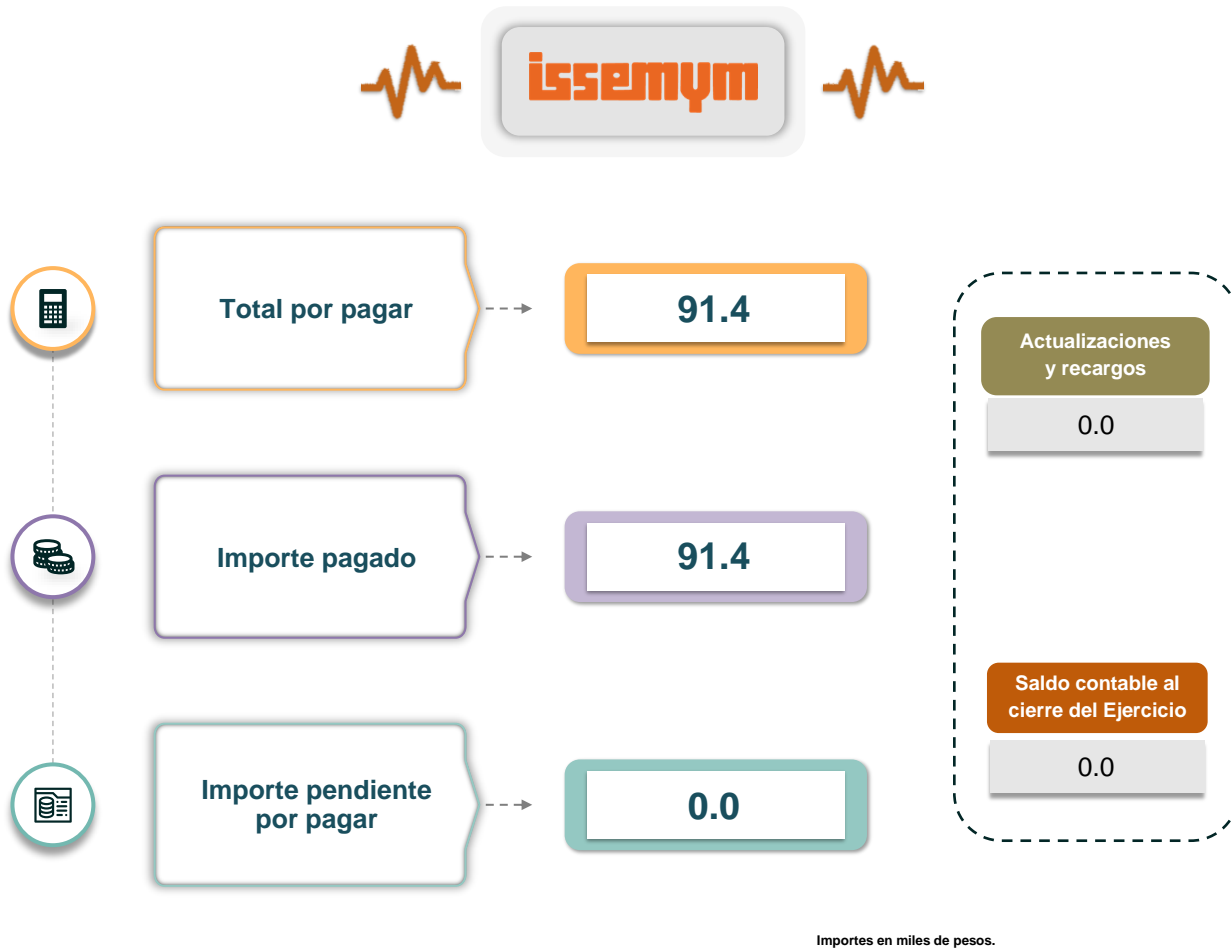 issemym
Total por pagar
91.4
Actualizaciones
y recargos
0.0
Importe pagado
91.4
Saldo contable al
cierre del Ejercicio
0.0
Importe pendiente
por pagar
0.0
Importes en miles de pesos.